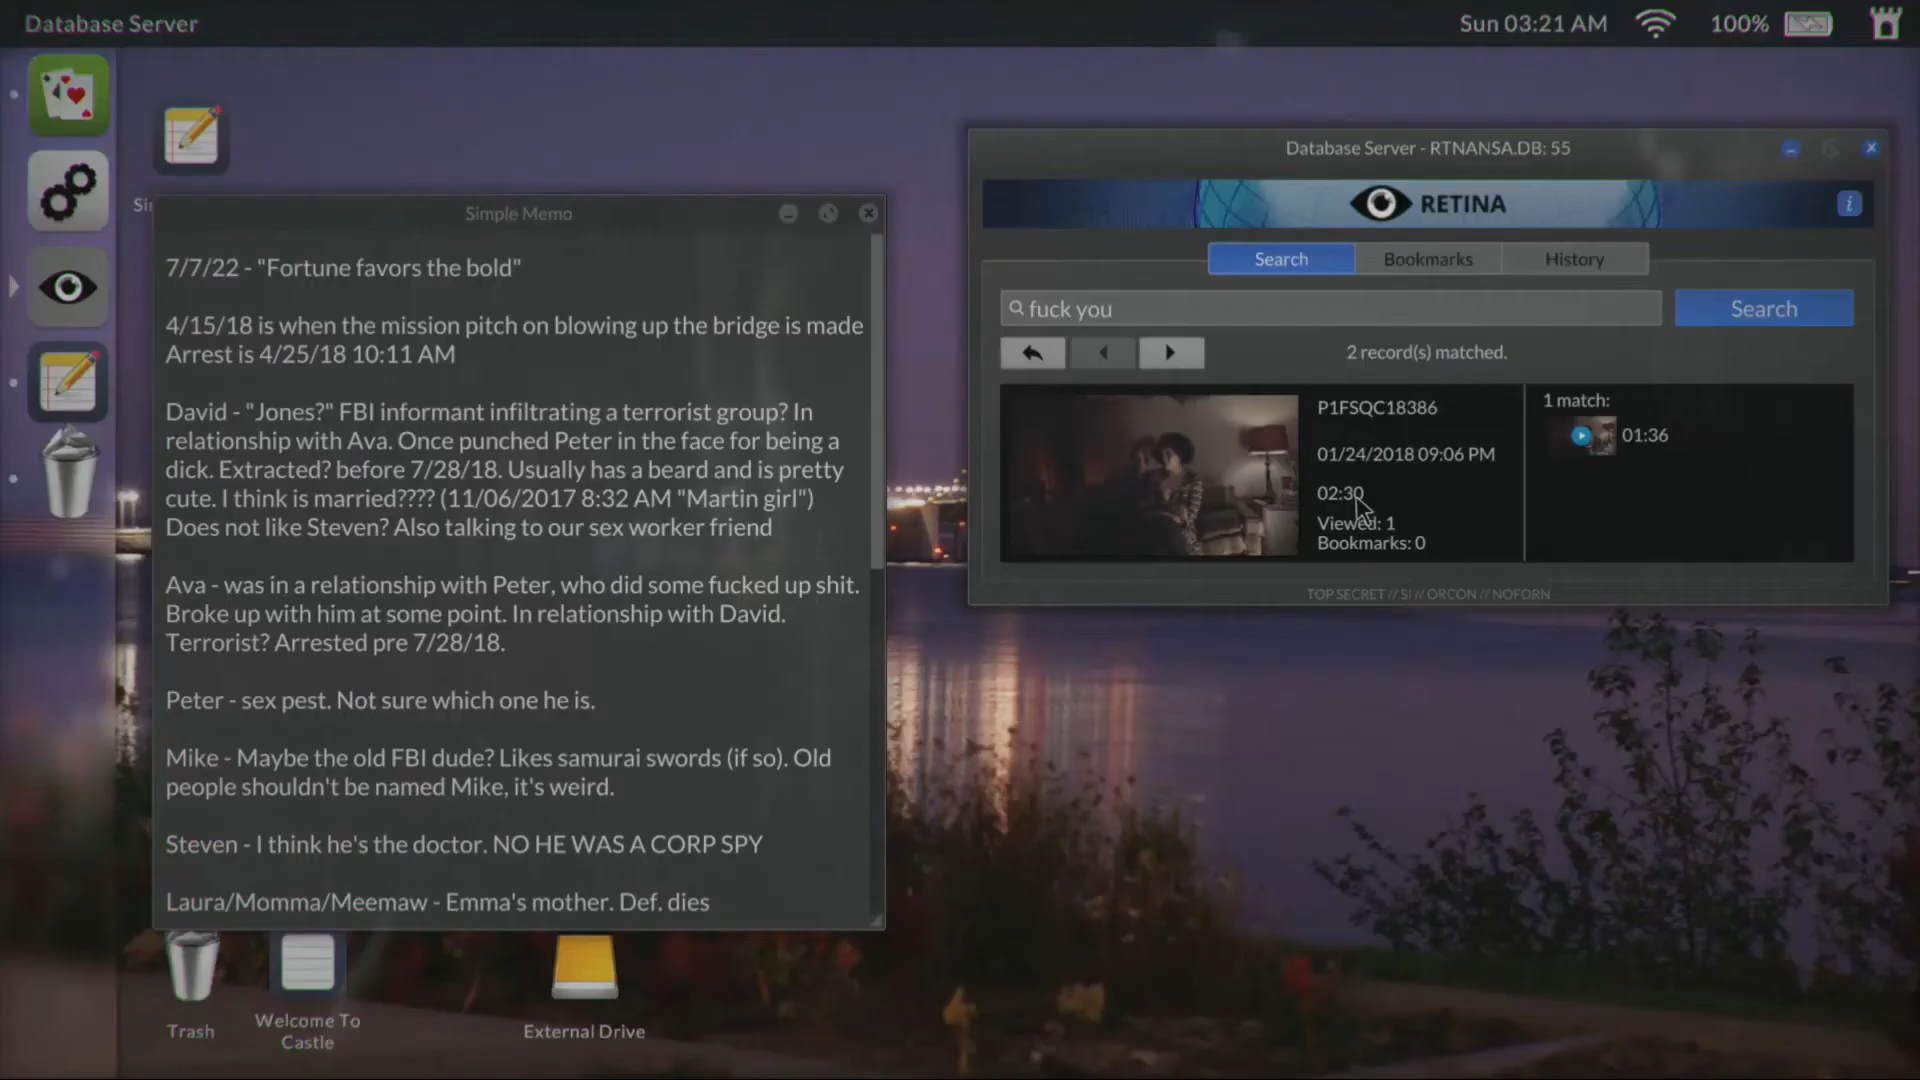 Database Server
Sun 03:21 AM
100%
Simple Memo
7/7/22 - "Fortune favors the bold"
4/15/18 is when the mission pitch on blowing up the bridge is made
Arrest is 4/25/18 10:11 AM
David - "Jones?" FBI informant infiltrating a terrorist group? In
relationship with Ava. Once punched Peter in the face for being a
dick. Extracted? before 7/28/18. Usually has a beard and is pretty
cute. I think is married???? (11/06/2017 8:32 AM "Martin girl")
Does not like Steven? Also talking to our sex worker friend
Ava - was in a relationship with Peter, who did some fucked up shit.
Broke up with him at some point. In relationship with David.
Terrorist? Arrested pre 7/28/18.
Peter - sex pest. Not sure which one he is.
Mike - Maybe the old FBI dude? Likes samurai swords (if so). Old
people shouldn't be named Mike, it's weird.
Steven - I think he's the doctor. NO HE WAS A CORP SPY
Laura/Momma/Meemaw - Emma's mother. Def. dies
Database Server - RTNANSA.DB: 55
RETINA
i
Search
Bookmarks
History
fuck you
Search
2 record(s) matched.
P1FSQC18386
01/24/2018 09:06 PM
02:30
Viewed: 1
Bookmarks: 0
1 match:
01:36
TOP SECRET // SI // ORCON // NOFORN
Trash
Welcome To
Castle
External Drive